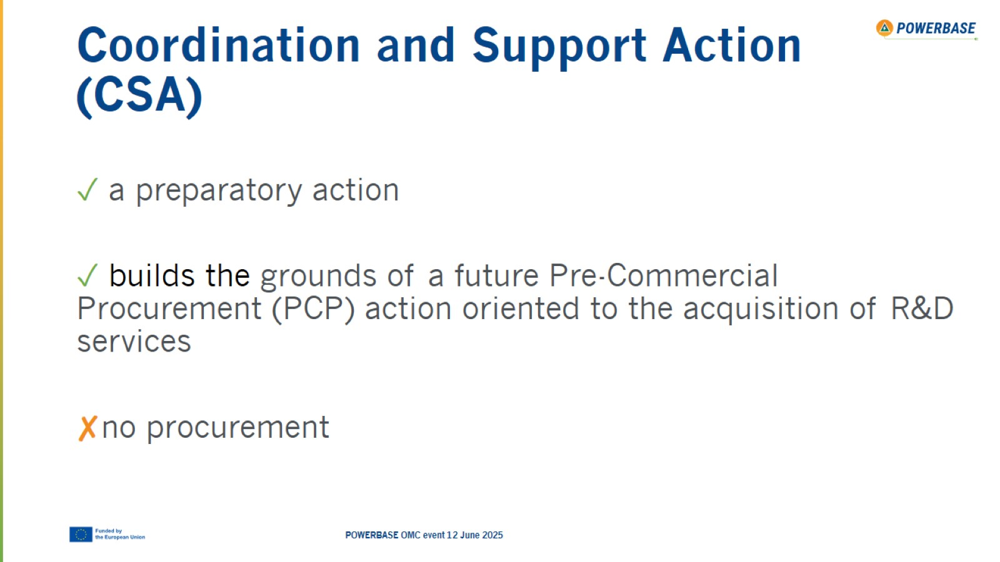 Coordination and Support Action
(CSA)
POWERBASE
✓ a preparatory action
✓ builds the grounds of a future Pre-Commercial
Procurement (PCP) action oriented to the acquisition of R&D
services
✗no procurement
Funded by
the European Union
POWERBASE OMC event 12 June 2025